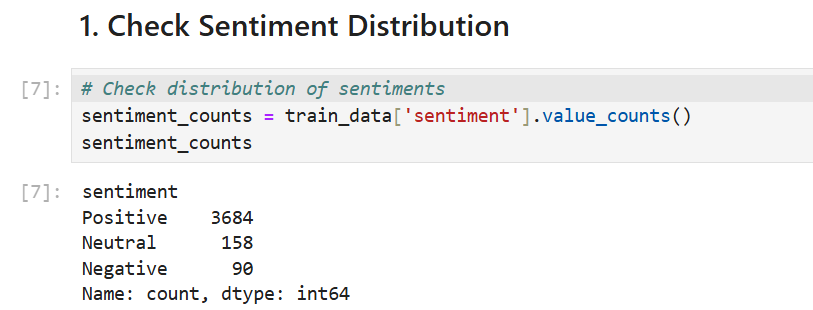 1. Check Sentiment Distribution
[7]: # Check distribution of sentiments
sentiment_counts = train_data['sentiment'].value_counts()
sentiment_counts
[7]: sentiment
Positive    3684
Neutral      158
Negative      90
Name: count, dtype: int64